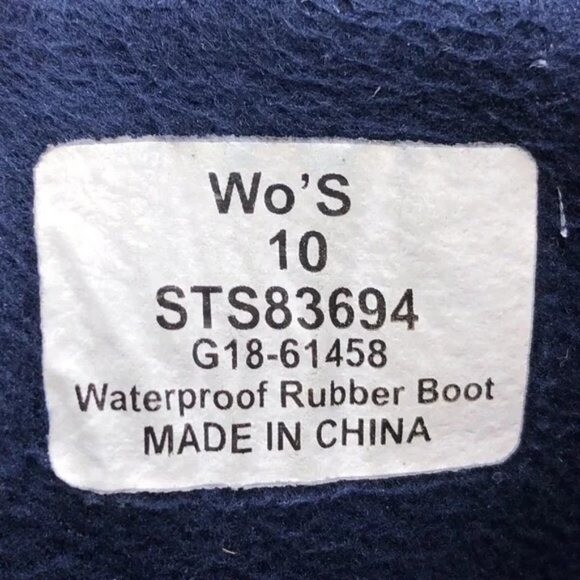 Wo'S
10
STS83694
G18-61458
Waterproof Rubber Boot
MADE IN CHINA